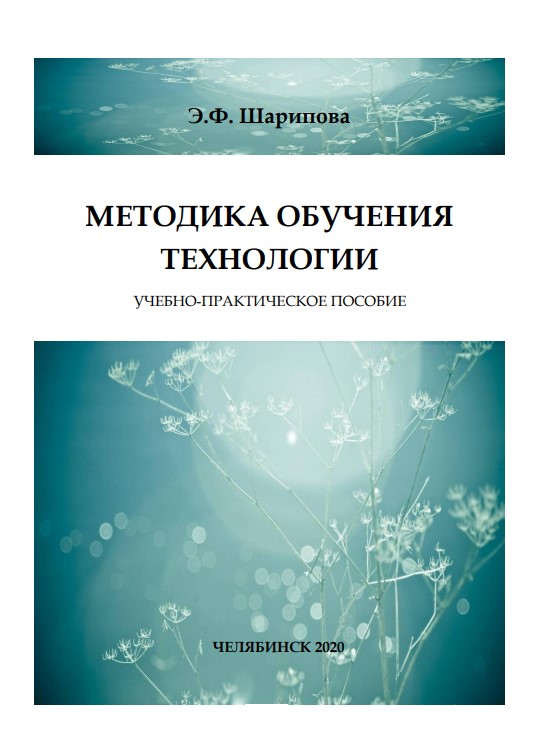 Э.Ф. Шарипова
МЕТОДИКА ОБУЧЕНИЯ
ТЕХНОЛОГИИ
УЧЕБНО-ПРАКТИЧЕСКОЕ ПОСОБИЕ
ЧЕЛЯБИНСК 2020